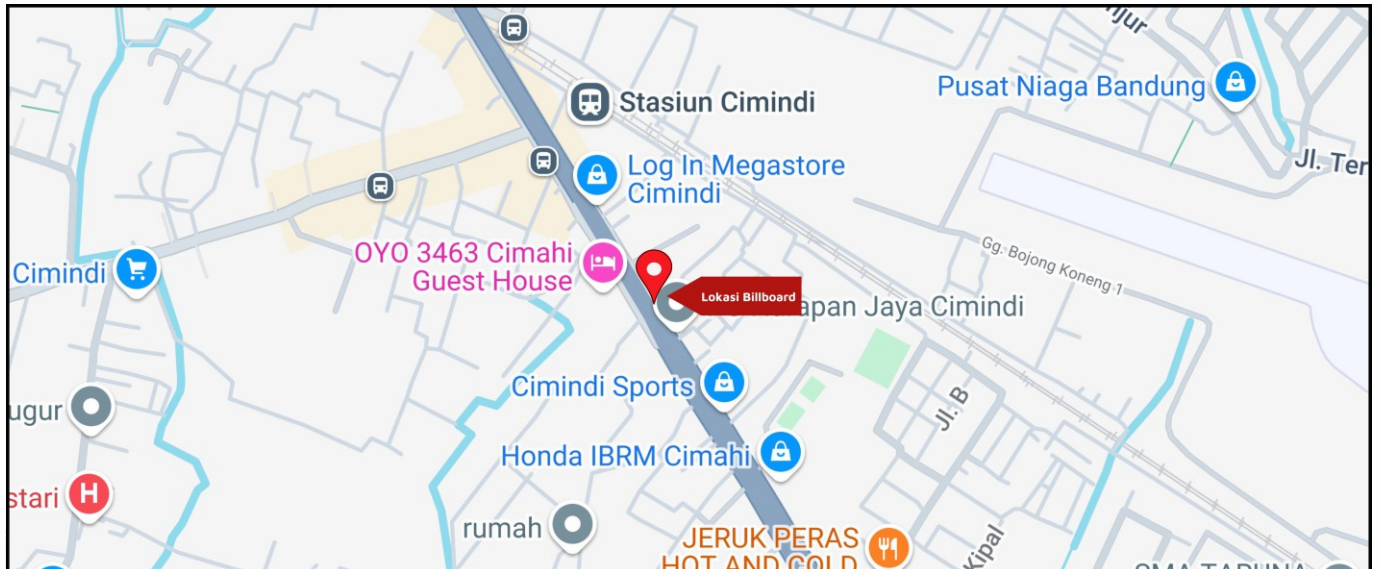 Stasiun Cimindi
Pusat Niaga Bandung
Log In Megastore
Cimindi
Jl. Ter
OYO 3463 Cimahi
Guest House
Cimindi
Gg. Bojong Koneng 1
Lokasi Billboard
apan Jaya Cimindi
Cimindi Sports
ugur
Jl. B
Honda IBRM Cimahi
stari
H
rumah
JERUK PERAS
HOT AND COLD
Kipal